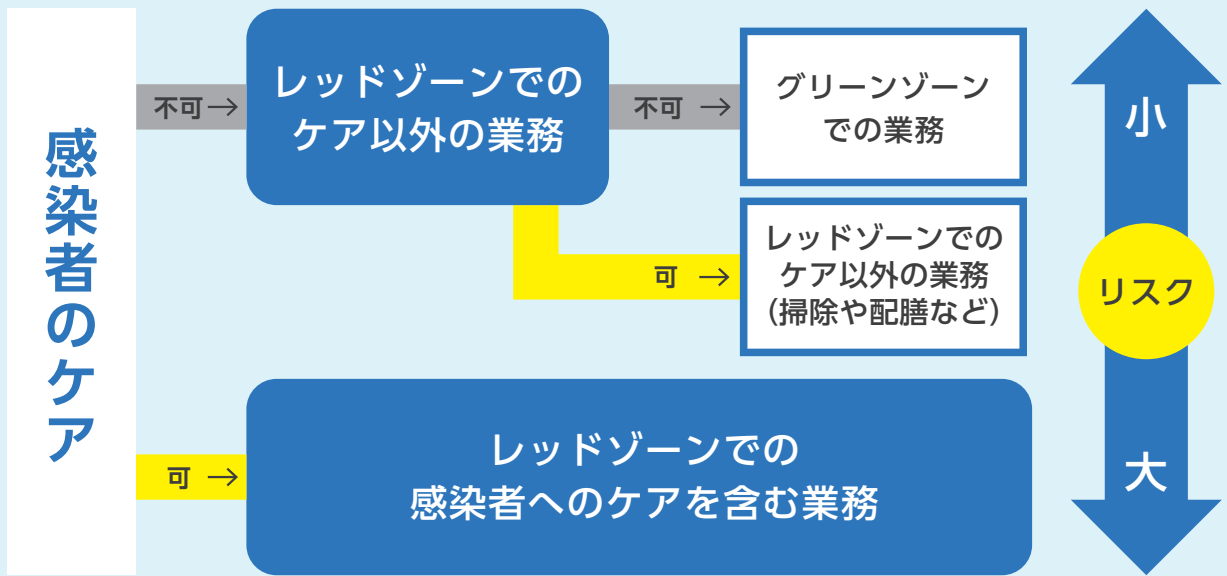 感染者のケア
不可→
レッドゾーンでの
ケア以外の業務
不可 →
グリーンゾーン
での業務
可 →
レッドゾーンでの
ケア以外の業務
(掃除や配膳など)
可 →
レッドゾーンでの
感染者へのケアを含む業務
小
リスク
大